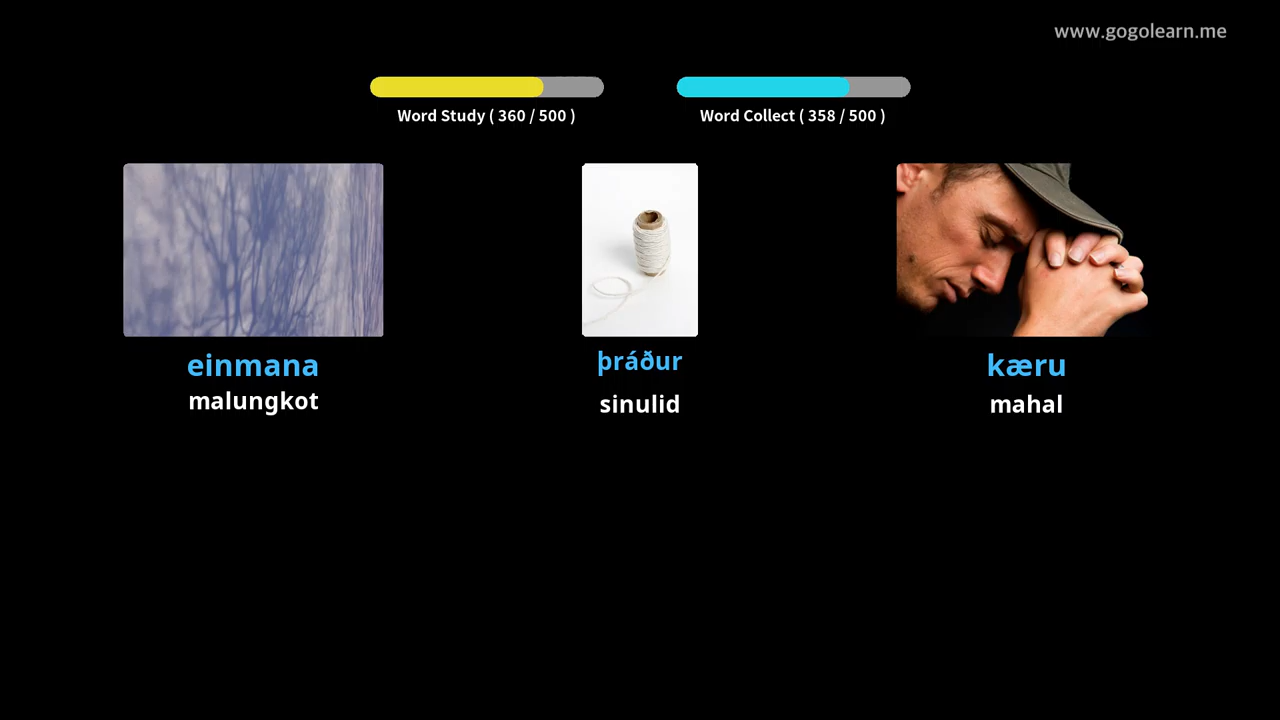 www.gogolearn.me
Word Study ( 360 / 500 )
Word Collect ( 358 / 500 )
einmana
malungkot
þráður
sinulid
kæru
mahal